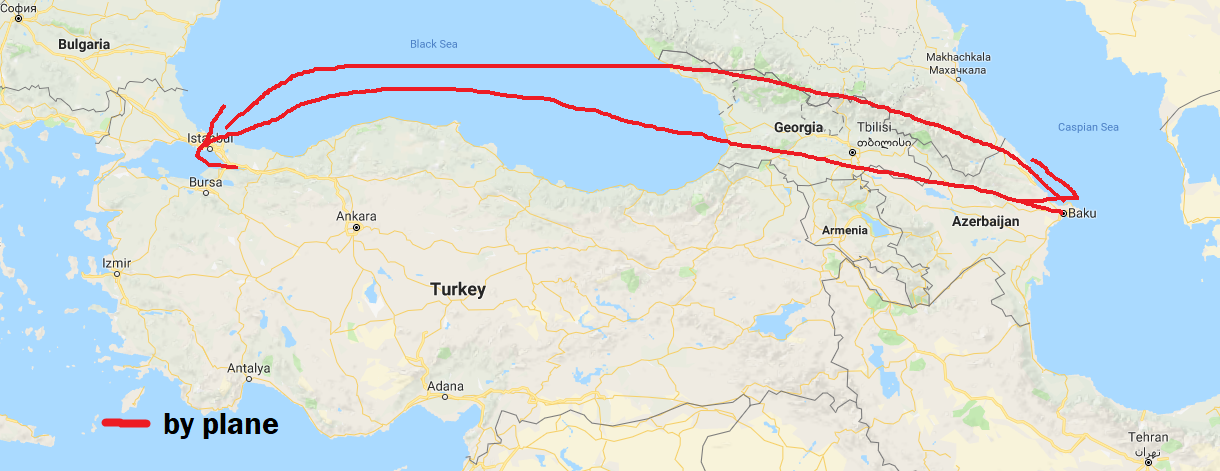 София
Bulgaria
Black Sea
Makhachkala
Махачкала
Istanbul
Georgia
Tbilisi
თბილისი
Caspian Sea
Bursa
Ankara
Armenia
Azerbaijan
Baku
Izmir
Turkey
Antalya
Adana
by plane
Tehran
تهران